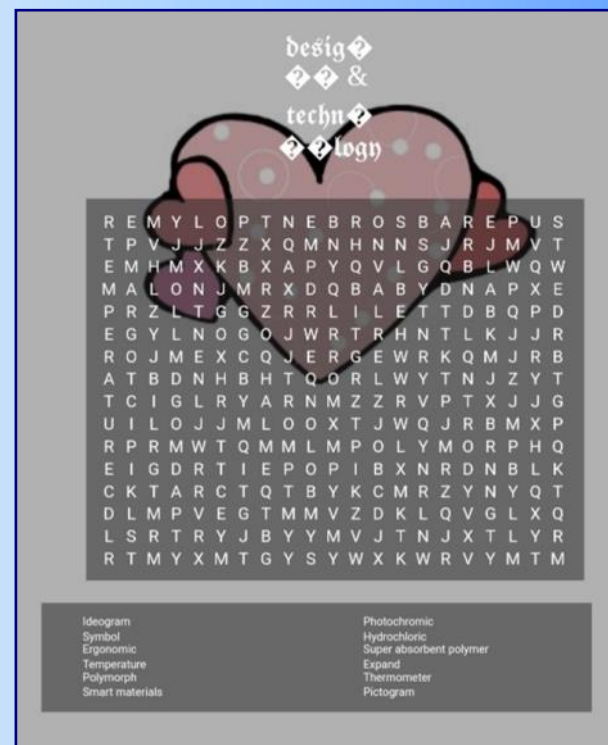 desig�
�� &
techn�
��logy
R E M Y L O P T N E B R O S B A R E P U S
T P V J J Z Z X Q M N H N N S J R J M V T
E M H M X K B X A P Y Q V L G Q B L W Q W
M A L O N J M R X D Q B A B Y D N A P X E
P R Z L T G G Z R R L I L E T T D B Q P D
E G Y L N O G O J W R T R H N T L K J J R
R O J M E X C Q J E R G E W R K Q M J R B
A T B D N H B H T Q O R L W Y T N J Z Y T
T C I G L R Y A R N M Z Z R V P T X J J G
U I L O J J M L O O X T J W Q J R B M X P
R P R M W T Q M M L M P O L Y M O R P H Q
E I G D R T I E P O P I B X N R D N B L K
C K T A R C T Q T B Y K C M R Z Y N Y Q T
D L M P V E G T M M V Z D K L Q V G L X Q
L S R T R Y J B Y Y M V J T N J X T L Y R
R T M Y X M T G Y S Y W X K W R V Y M T M
Ideogram
Symbol
Ergonomic
Temperature
Polymorph
Smart materials
Photochromic
Hydrochloric
Super absorbent polymer
Expand
Thermometer
Pictogram